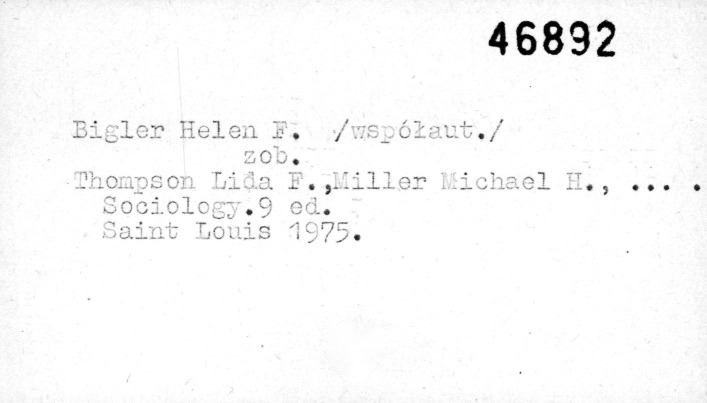 46892
Bigler Helen F. /współaut./
zob.
Thompson Lida F.,Miller Michael H., ... .
Sociology.9 ed.
Saint Louis 1975.